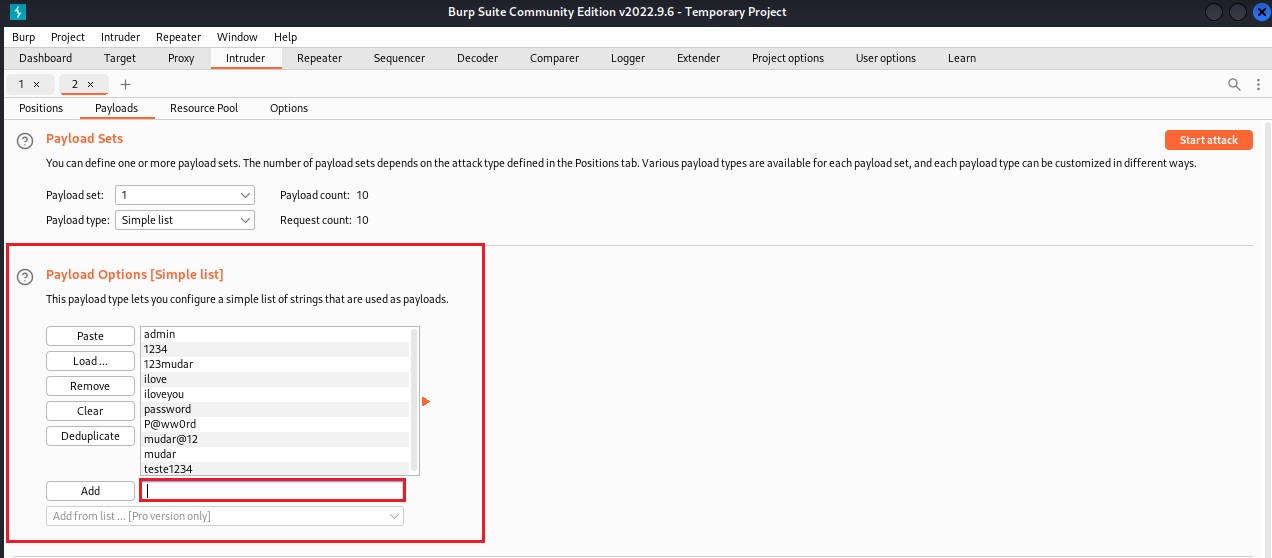 Burp Suite Community Edition v2022.9.6 - Temporary Project
Burp Project Intruder Repeater Window Help
Dashboard Target Proxy Intruder Repeater Sequencer Decoder Comparer Logger Extender Project options User options Learn
1 × 2 × +
Positions Payloads Resource Pool Options
? Payload Sets Start attack
You can define one or more payload sets. The number of payload sets depends on the attack type defined in the Positions tab. Various payload types are available for each payload set, and each payload type can be customized in different ways.
Payload set: 1 Payload count: 10
Payload type: Simple list Request count: 10
? Payload Options [Simple list]
This payload type lets you configure a simple list of strings that are used as payloads.
Paste
Load ...
Remove
Clear
Deduplicate
admin
1234
123mudar
ilove
iloveyou
password
P@ww0rd
mudar@12
mudar
teste1234
Add
Add from list ... [Pro version only]